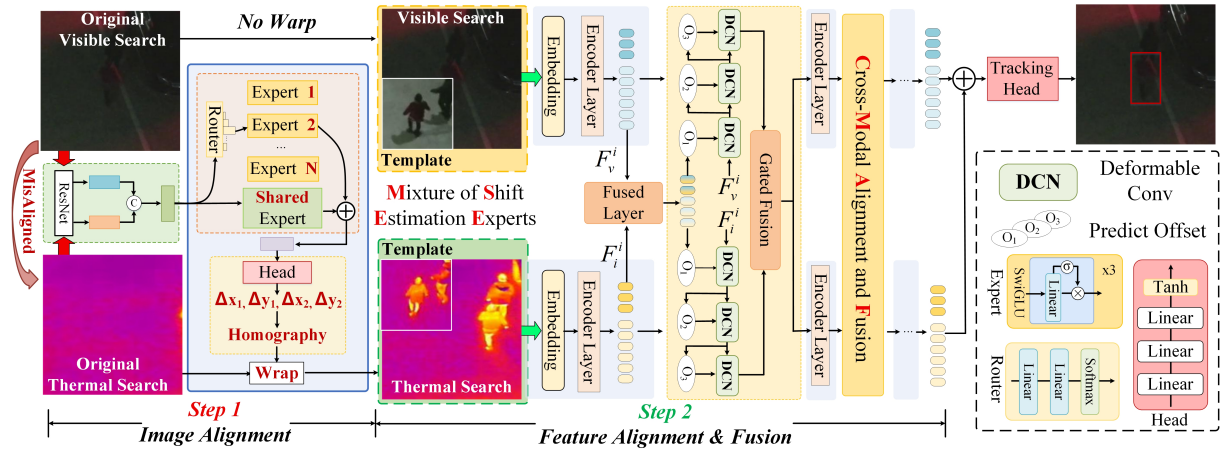 Original
Visible Search
No Warp
MisAligned
ResNet
C
Router
Expert 1
Expert 2
...
Expert N
Shared
Expert
Head
Δx1, Δy1, Δx2, Δy2
Homography
Wrap
Original
Thermal Search
Step 1
Image Alignment
Visible Search
Template
Mixture of Shift
Estimation Experts
Template
Thermal Search
Embedding
Encoder Layer
F_v^i
Fused
Layer
F_i^i
Embedding
Encoder Layer
O3
DCN
O2
DCN
O1
DCN
F_v^i
F_i^i
O1
DCN
O2
DCN
O3
DCN
Gated Fusion
Encoder Layer
Encoder Layer
Cross-Modal Alignment and Fusion
......
......
Step 2
Feature Alignment & Fusion
Tracking
Head
DCN
Deformable
Conv
O1
O2
O3
Predict Offset
Expert
SwiGLU
Linear
σ
x3
Router
Linear
Linear
Softmax
Tanh
Linear
Linear
Linear
Head